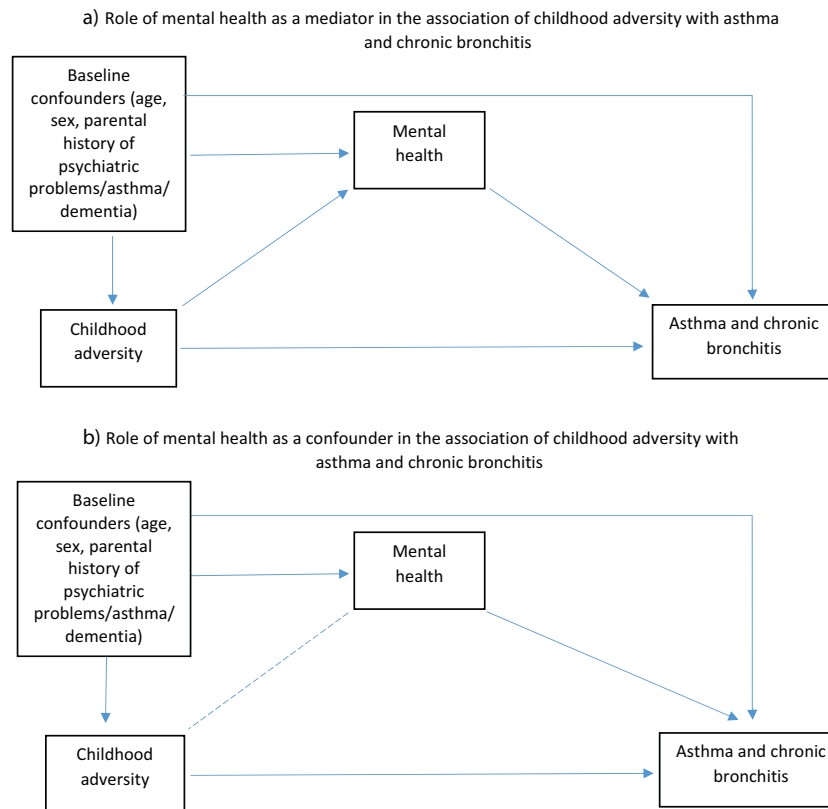 a) Role of mental health as a mediator in the association of childhood adversity with asthma
and chronic bronchitis
Baseline
confounders (age,
sex, parental
history of
psychiatric
problems/asthma/
dementia)
Mental
health
Childhood
adversity
Asthma and chronic
bronchitis
b) Role of mental health as a confounder in the association of childhood adversity with
asthma and chronic bronchitis
Baseline
confounders (age,
sex, parental
history of
psychiatric
problems/asthma/
dementia)
Mental
health
Childhood
adversity
Asthma and chronic
bronchitis